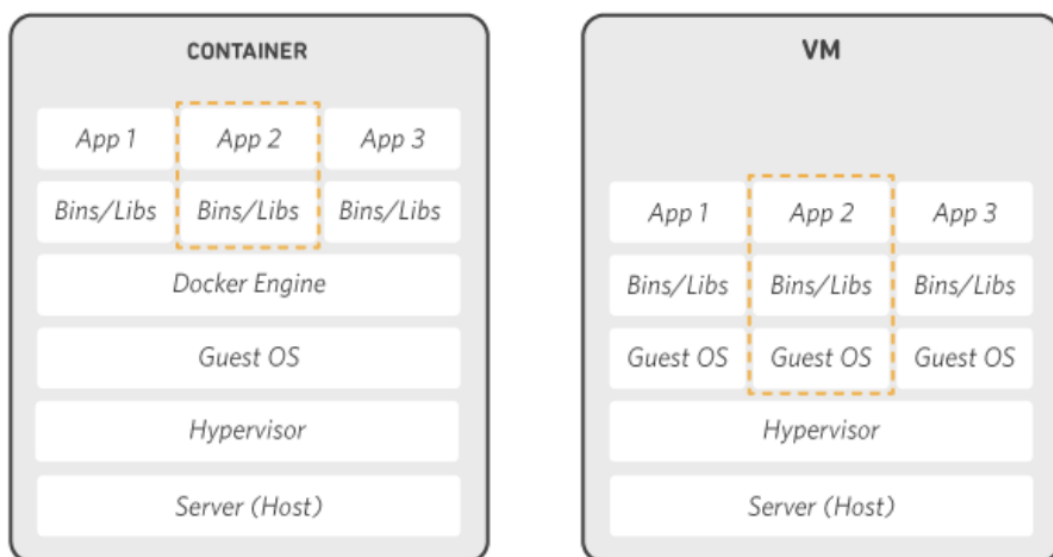 CONTAINER
App 1 App 2 App 3
Bins/Libs Bins/Libs Bins/Libs
Docker Engine
Guest OS
Hypervisor
Server (Host)
VM
App 1 App 2 App 3
Bins/Libs Bins/Libs Bins/Libs
Guest OS Guest OS Guest OS
Hypervisor
Server (Host)